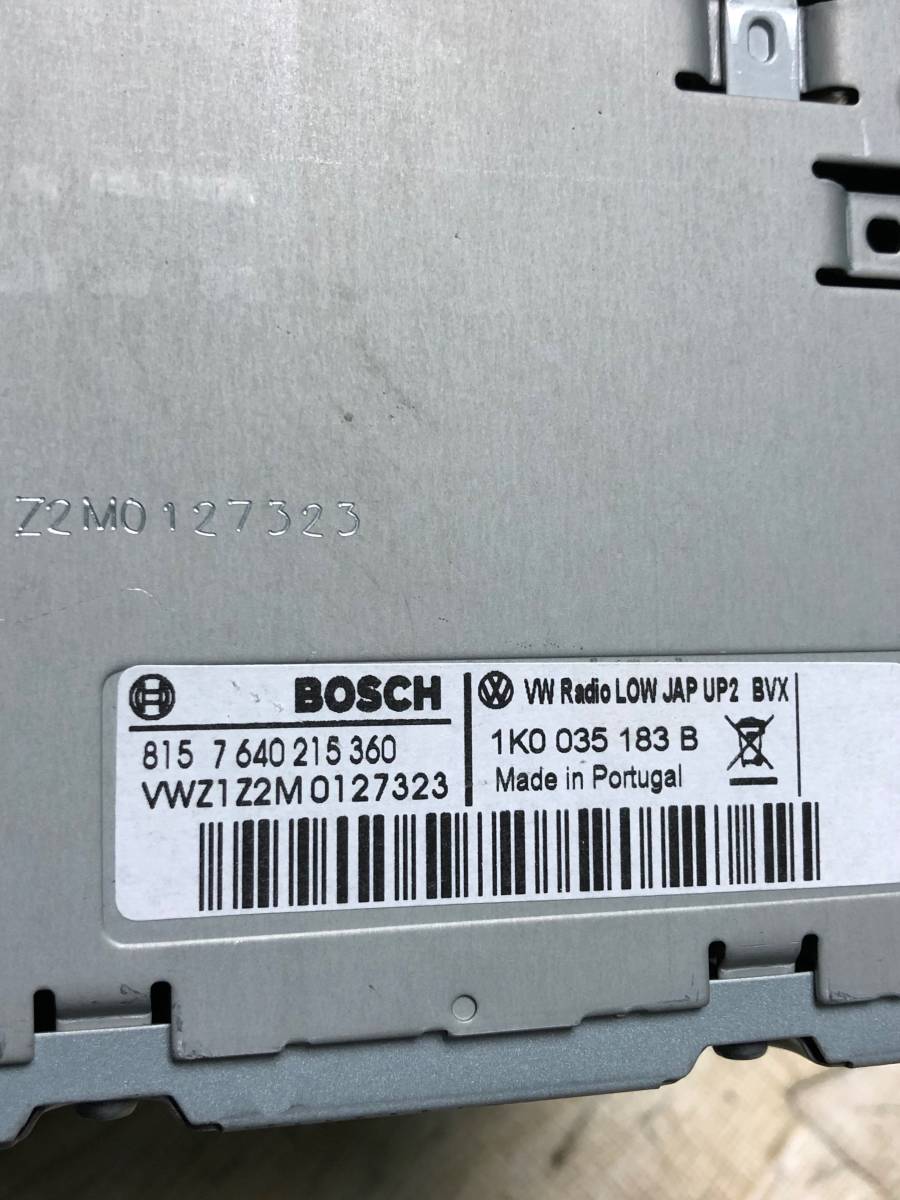 Z2M0127323
BOSCH
815 7 640 215 360
VWZ1Z2M0127323
VW Radio LOW JAP UP2 BVX
1K0 035 183 B
Made in Portugal